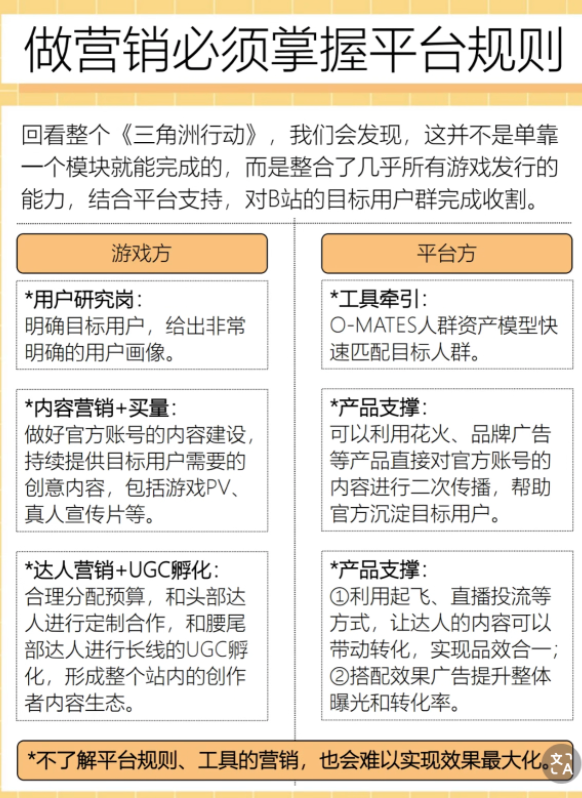 做营销必须掌握平台规则
回看整个《三角洲行动》，我们会发现，这并不是单靠
一个模块就能完成的，而是整合了几乎所有游戏发行的
能力，结合平台支持，对B站的目标用户群完成收割。
游戏方
*用户研究岗：
明确目标用户，给出非常
明确的用户画像。
*内容营销+买量：
做好官方账号的内容建设，
持续提供目标用户需要的
创意内容，包括游戏PV、
真人宣传片等。
*达人营销+UGC孵化：
合理分配预算，和头部达
人进行定制合作，和腰尾
部达人进行长线的UGC孵
化，形成整个站内的创作
者内容生态。
平台方
*工具牵引：
O-MATES人群资产模型快
速匹配目标人群。
*产品支撑：
可以利用花火、品牌广告
等产品直接对官方账号的
内容进行二次传播，帮助
官方沉淀目标用户。
*产品支撑：
①利用起飞、直播投流等
方式，让达人的内容可以
带动转化，实现品效合一；
②搭配效果广告提升整体
曝光和转化率。
*不了解平台规则、工具的营销，也会难以实现效果最大化。
文A